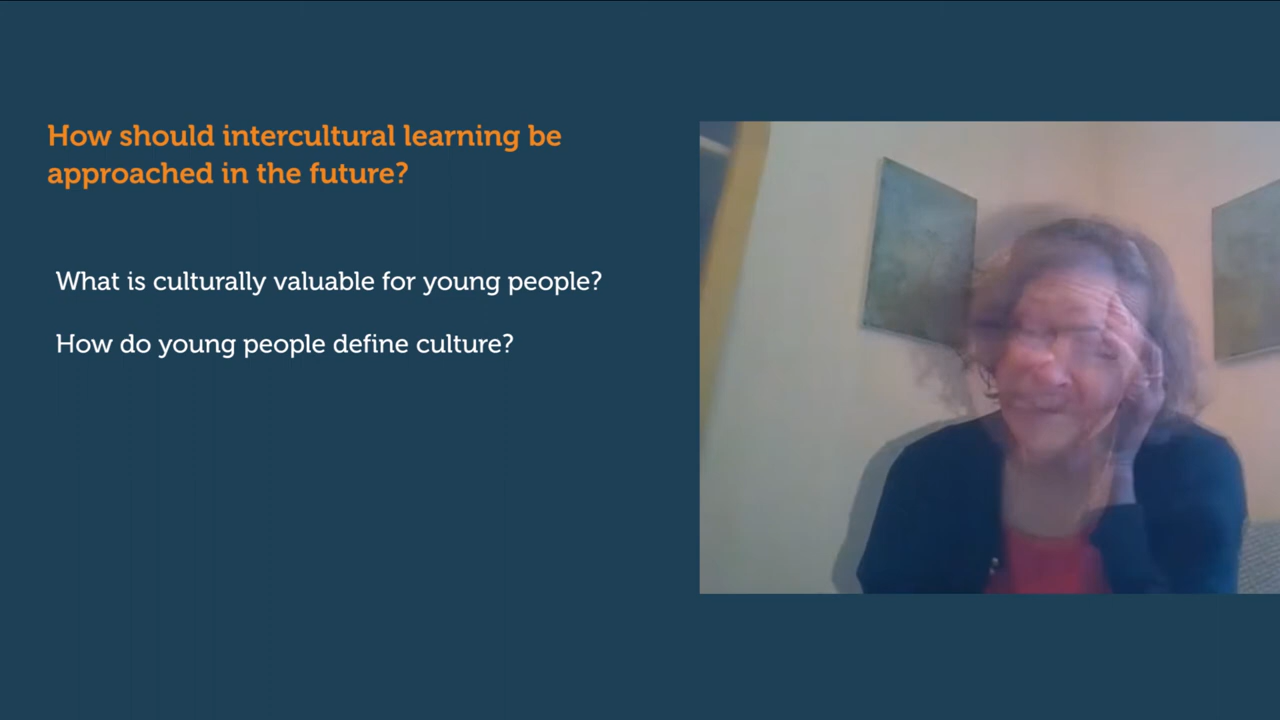 How should intercultural learning be
approached in the future?
What is culturally valuable for young people?
How do young people define culture?